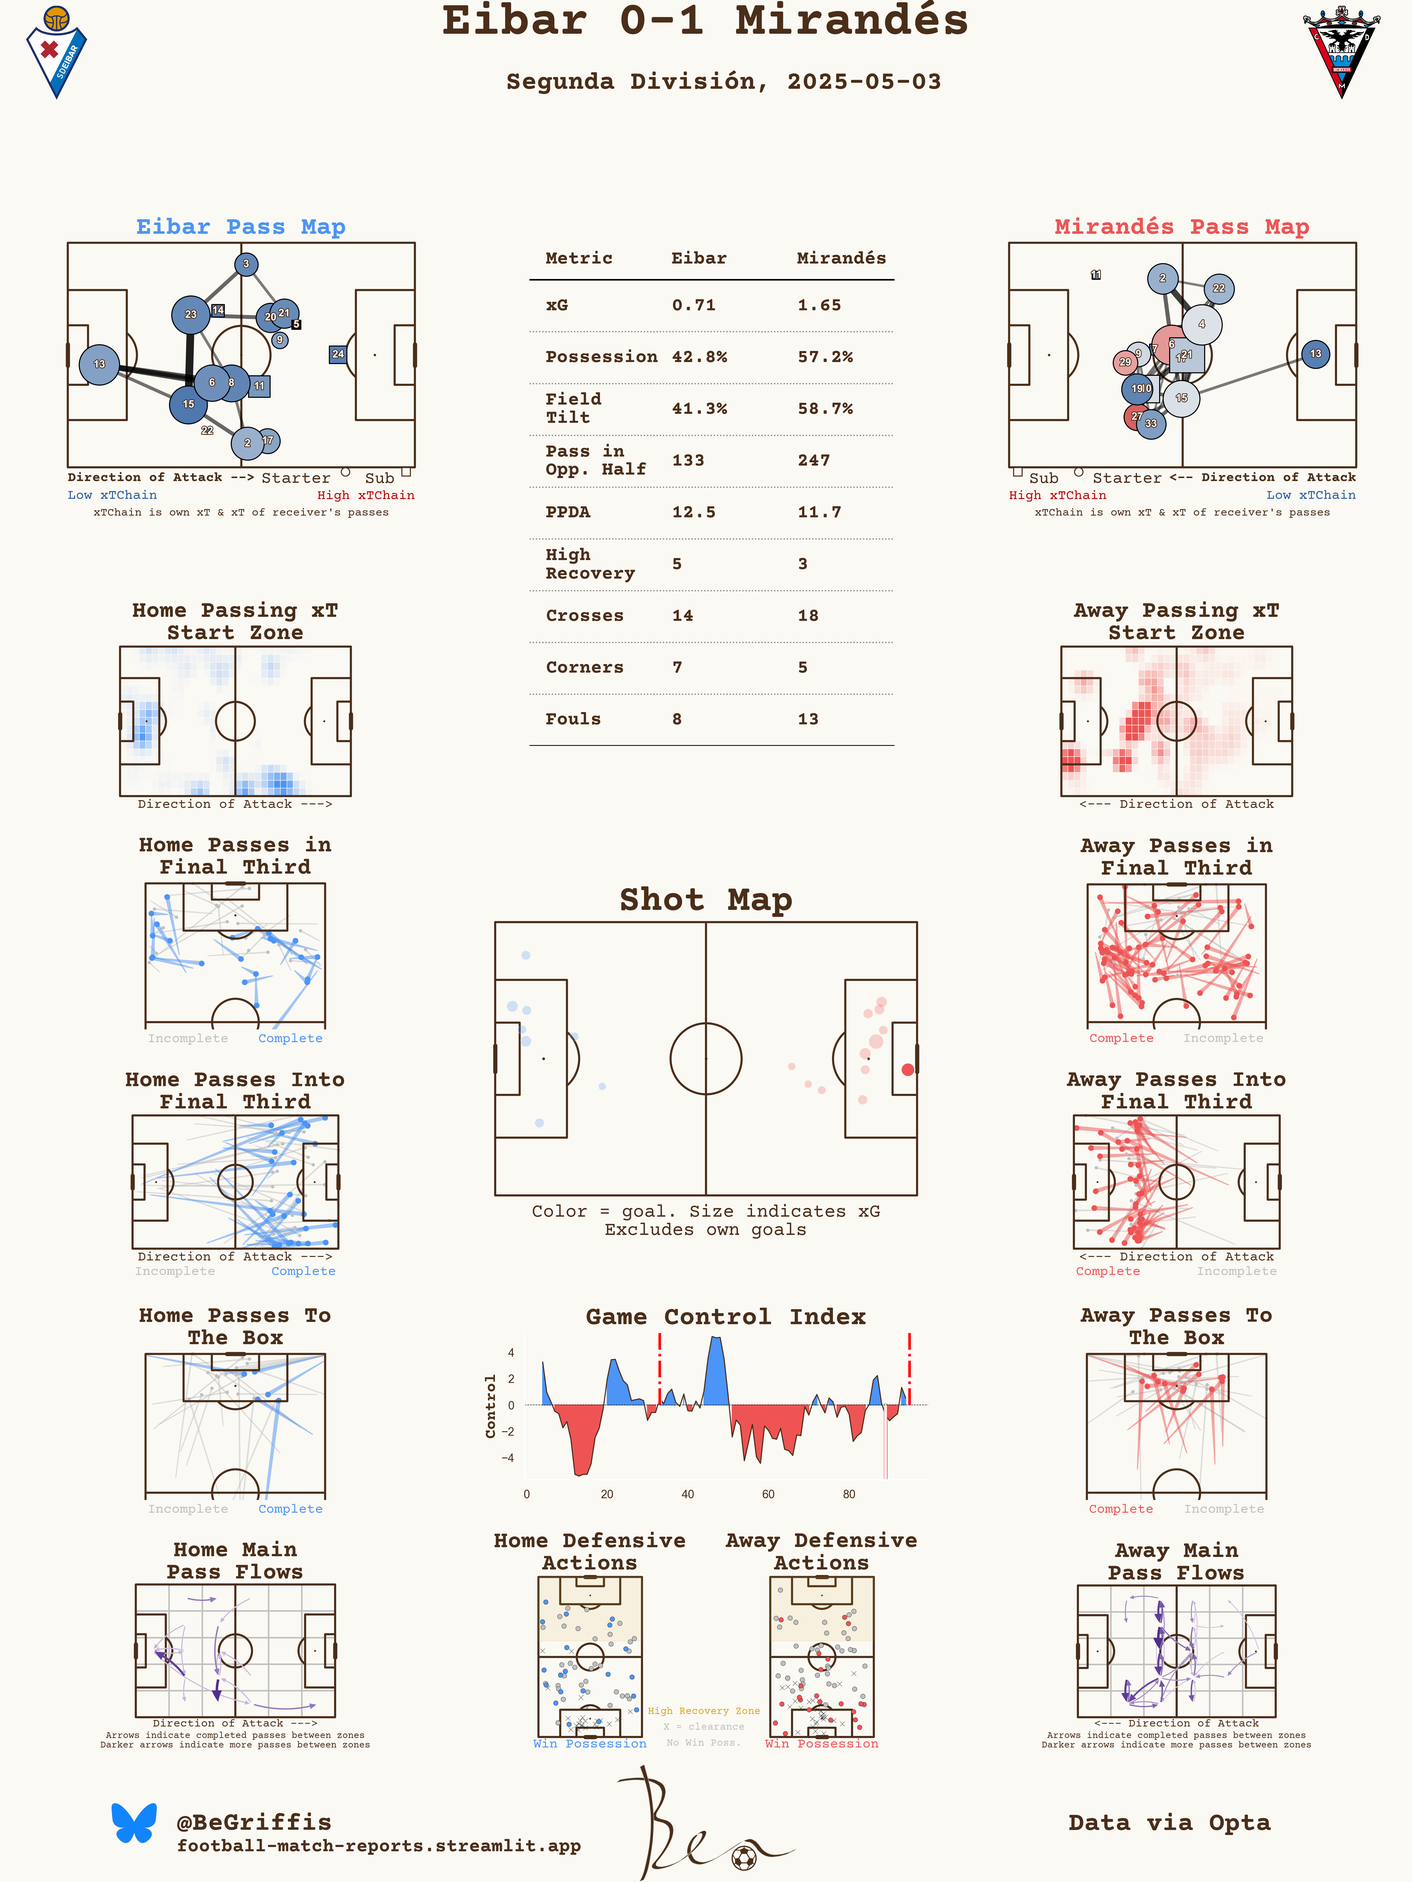 Eibar 0-1 Mirandés
Segunda División, 2025-05-03
SDEIBAR
C D
M
Eibar Pass Map
3
23
14
20
21
5
9
24
13
6
8
11
15
22
2
17
Direction of Attack --> Starter Sub
Low xTChain High xTChain
xTChain is own xT & xT of receiver's passes
Metric Eibar Mirandés
xG 0.71 1.65
Possession 42.8% 57.2%
Field
Tilt 41.3% 58.7%
Pass in
Opp. Half 133 247
PPDA 12.5 11.7
High
Recovery 5 3
Crosses 14 18
Corners 7 5
Fouls 8 13
Mirandés Pass Map
11
2
22
4
6
7
21
9
29
13
19
15
27
33
Sub Starter <-- Direction of Attack
High xTChain Low xTChain
xTChain is own xT & xT of receiver's passes
Home Passing xT
Start Zone
Direction of Attack --->
Away Passing xT
Start Zone
<--- Direction of Attack
Home Passes in
Final Third
Incomplete Complete
Away Passes in
Final Third
Complete Incomplete
Shot Map
Color = goal. Size indicates xG
Excludes own goals
Home Passes Into
Final Third
Direction of Attack --->
Incomplete Complete
Away Passes Into
Final Third
<--- Direction of Attack
Complete Incomplete
Home Passes To
The Box
Incomplete Complete
Game Control Index
Control
4
2
0
−2
−4
0 20 40 60 80
Away Passes To
The Box
Complete Incomplete
Home Main
Pass Flows
Direction of Attack --->
Arrows indicate completed passes between zones
Darker arrows indicate more passes between zones
Home Defensive
Actions
Win Possession
High Recovery Zone
X = clearance
No Win Poss.
Away Defensive
Actions
Win Possession
Away Main
Pass Flows
<--- Direction of Attack
Arrows indicate completed passes between zones
Darker arrows indicate more passes between zones
@BeGriffis
football-match-reports.streamlit.app
Ben
Data via Opta